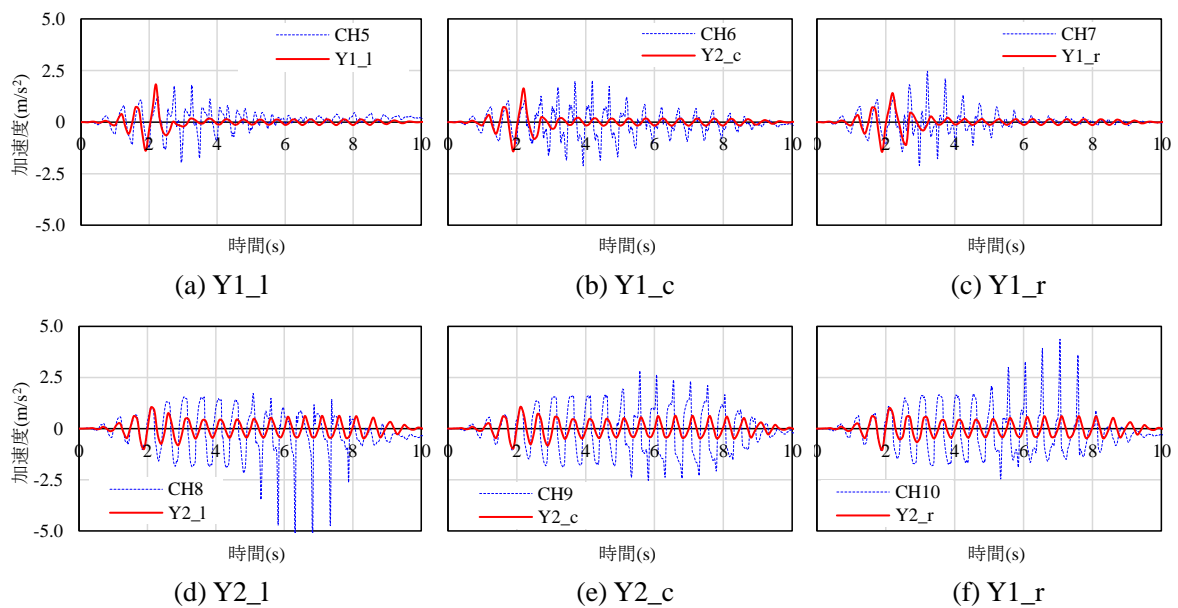 5.0
2.5
0
-2.5
-5.0
加速度(m/s²)
CH5
Y1_l
0 2 4 6 8 10
時間(s)
(a) Y1_l
CH6
Y2_c
0 2 4 6 8 10
時間(s)
(b) Y1_c
CH7
Y1_r
0 2 4 6 8 10
時間(s)
(c) Y1_r
5.0
2.5
0
-2.5
-5.0
加速度(m/s²)
0 2 4 6 8 10
CH8
Y2_l
時間(s)
(d) Y2_l
0 2 4 6 8 10
CH9
Y2_c
時間(s)
(e) Y2_c
0 2 4 6 8 10
CH10
Y2_r
時間(s)
(f) Y1_r